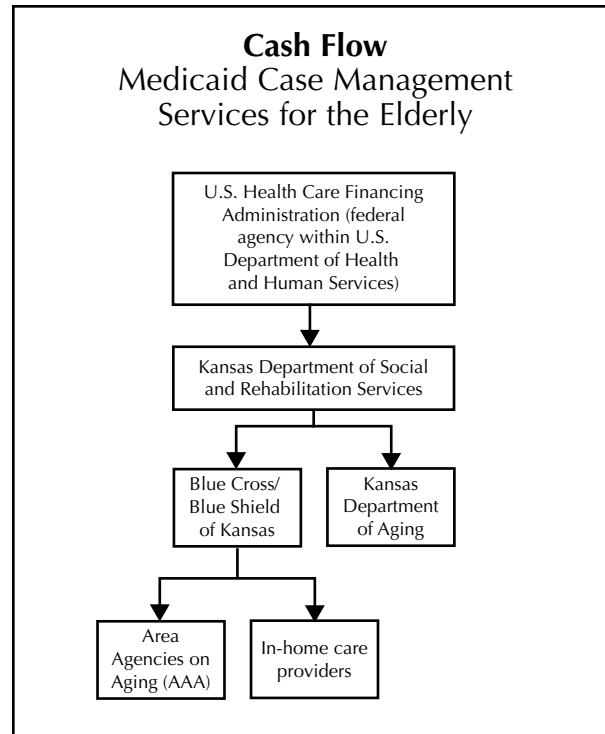 Cash Flow
Medicaid Case Management
Services for the Elderly
U.S. Health Care Financing
Administration (federal
agency within U.S.
Department of Health
and Human Services)
Kansas Department of Social
and Rehabilitation Services
Blue Cross/
Blue Shield
of Kansas
Kansas
Department
of Aging
Area
Agencies on
Aging (AAA)
In-home care
providers